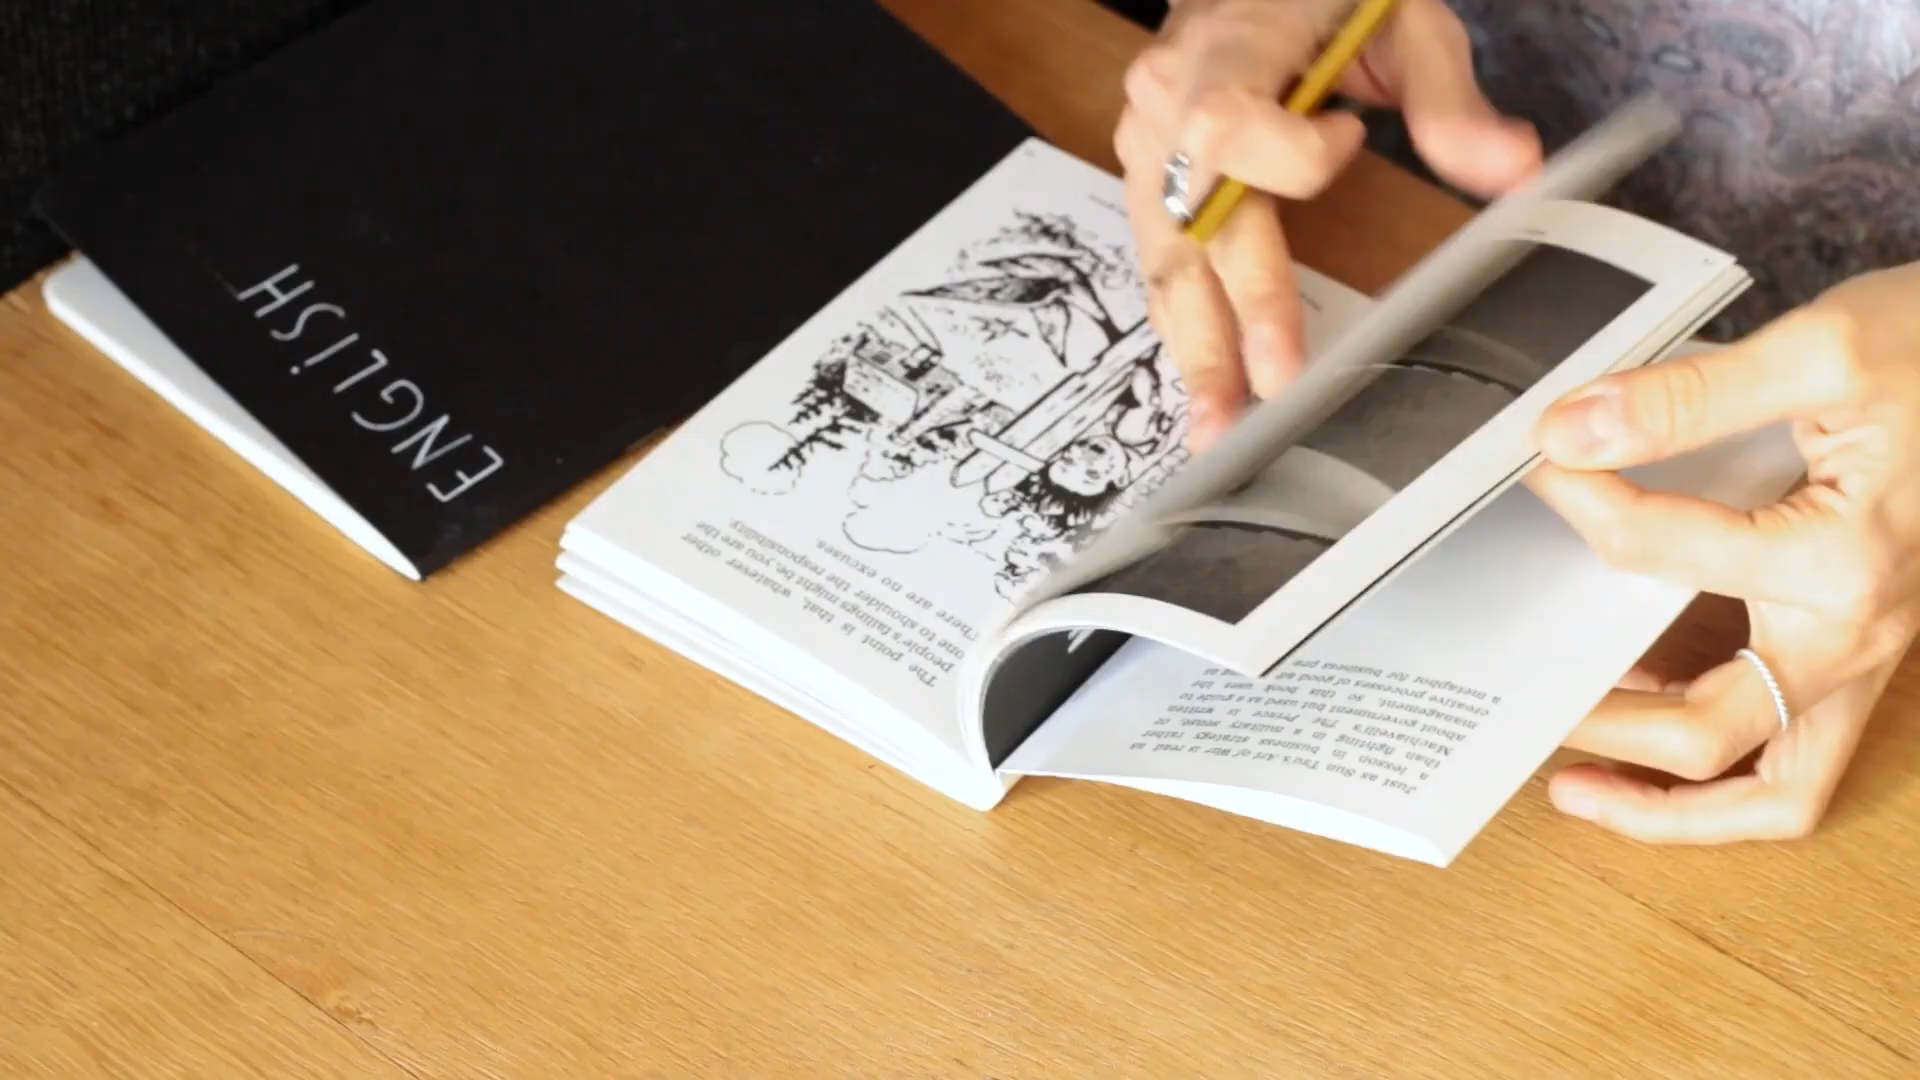 ENGLiSH
The point is that, whatever other
people's failings might be, you are the
one to shoulder the responsibility.
There are no excuses.
Just as Sun Tzu's Art of War is read as
a lesson in business strategy rather
than fighting in a military sense, or
Machiavelli's The Prince is written
about government but used as a guide to
management, so this book uses the
creative processes of good ad
a metaphor for business pra